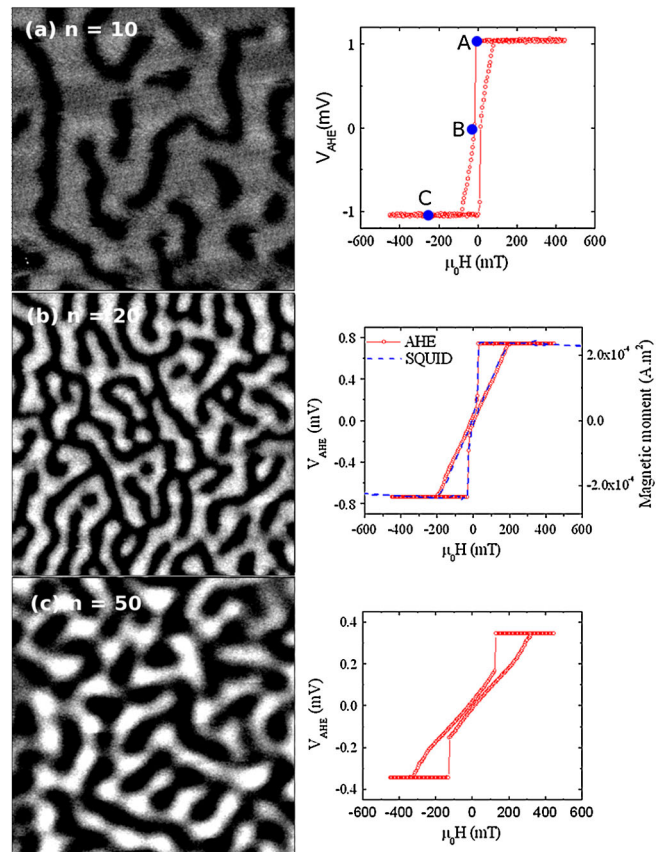 (a) n = 10
A
B
C
V_AHE(mV)
1
0
-1
-600 -400 -200 0 200 400 600
μ₀H (mT)
(b) n = 20
AHE
SQUID
V_AHE (mV)
0.8
0.4
0.0
-0.4
-0.8
2.0x10⁻⁴
0.0
-2.0x10⁻⁴
Magnetic moment (A.m²)
-600 -400 -200 0 200 400 600
μ₀H (mT)
(c) n = 50
V_AHE (mV)
0.4
0.2
0.0
-0.2
-0.4
-600 -400 -200 0 200 400 600
μ₀H (mT)